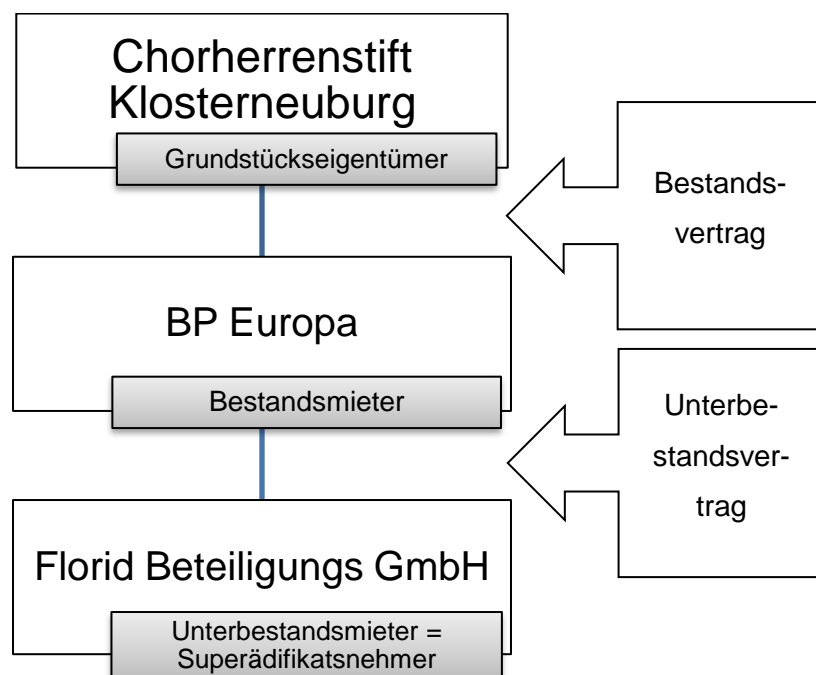 Chorherrenstift
Klosterneuburg
Grundstückseigentümer
Bestands-
vertrag
BP Europa
Bestandsmieter
Unterbe-
standsver-
trag
Florid Beteiligungs GmbH
Unterbestandsmieter =
Superädifikatsnehmer